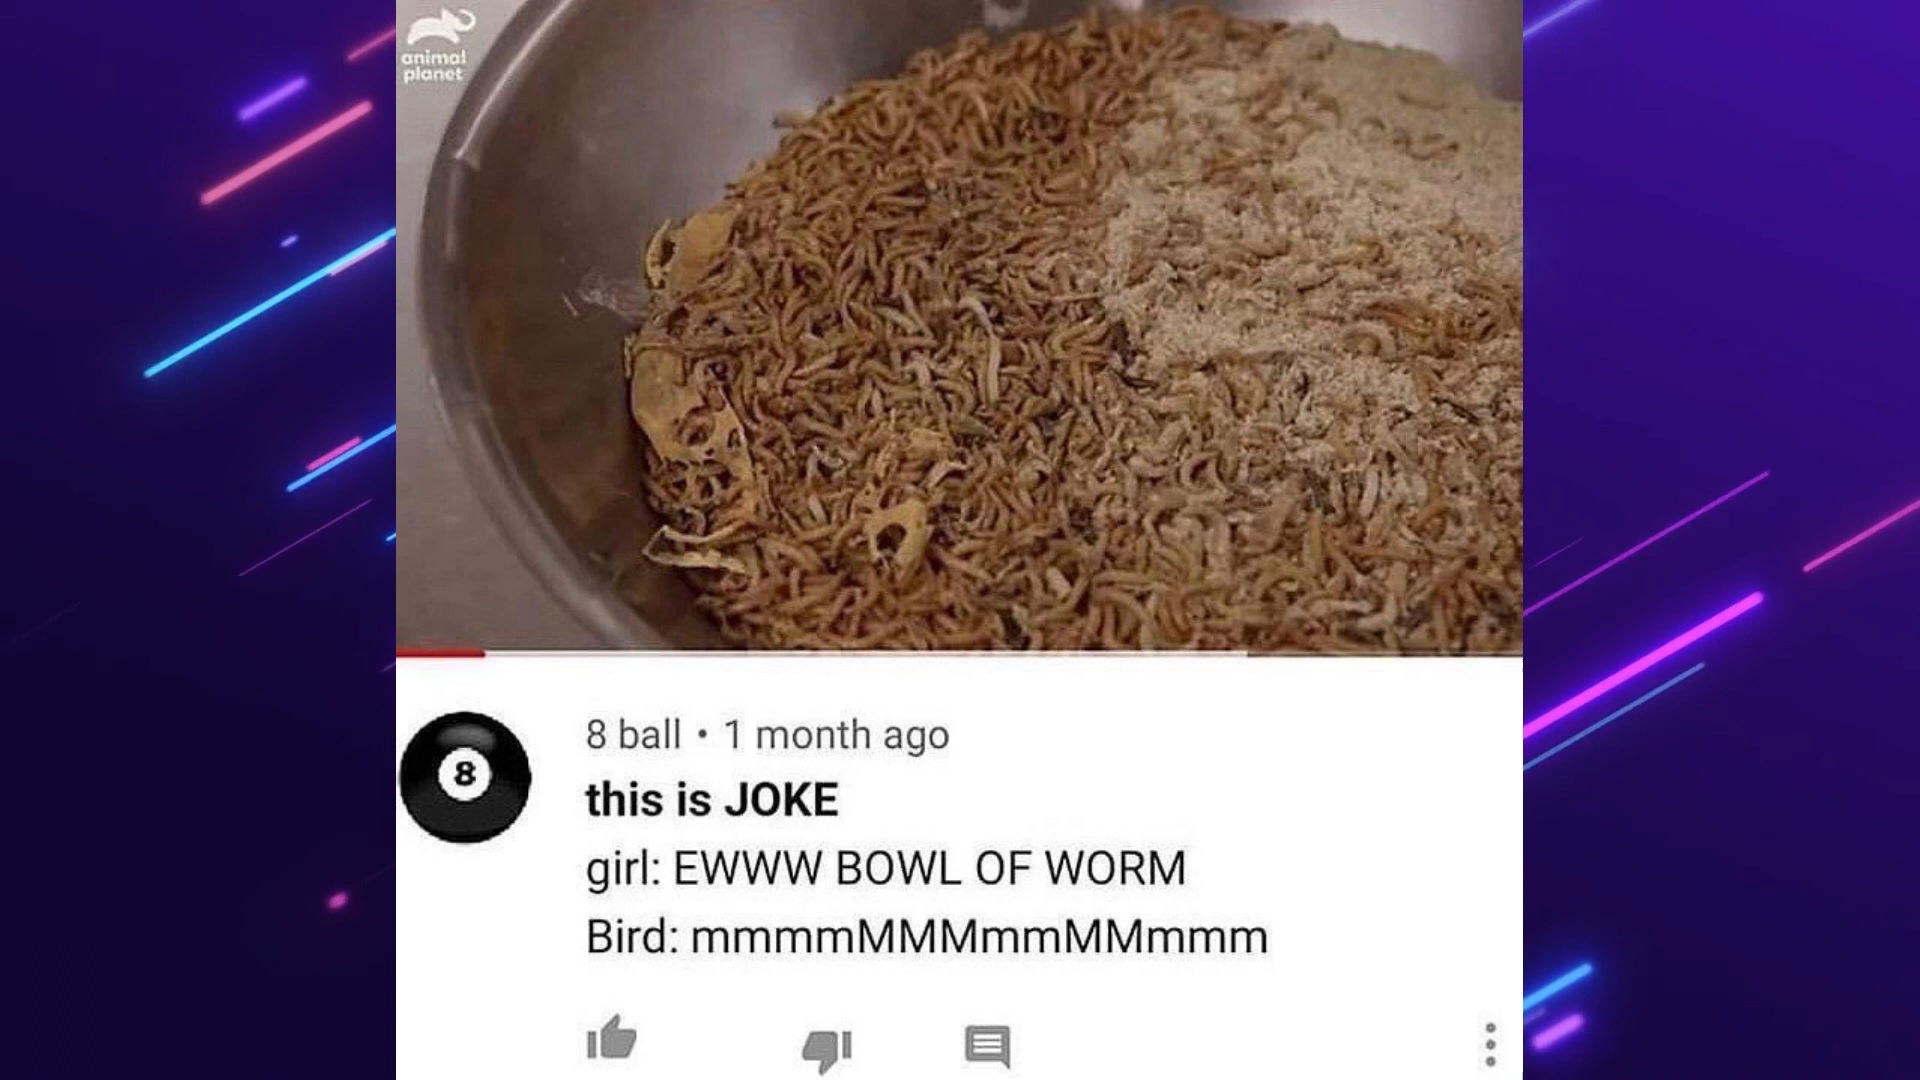 animal
planet
8
8 ball • 1 month ago
this is JOKE
girl: EWWW BOWL OF WORM
Bird: mmmmMMMmmMMmmm